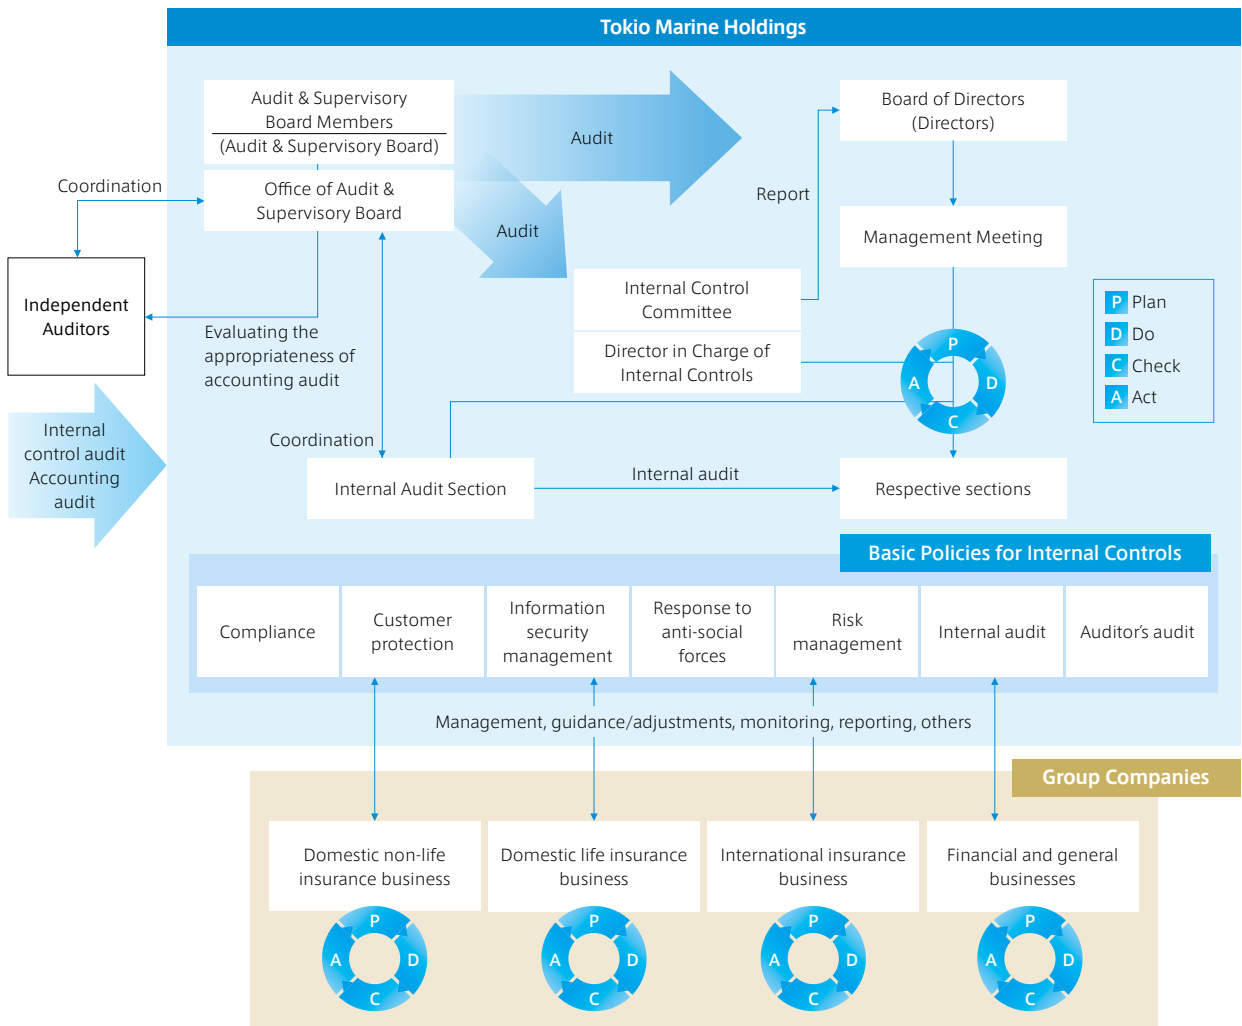 Tokio Marine Holdings
Audit & Supervisory
Board Members
(Audit & Supervisory Board)
Audit
Board of Directors
(Directors)
Coordination
Office of Audit &
Supervisory Board
Audit
Report
Management Meeting
Independent
Auditors
Internal Control
Committee
Evaluating the
appropriateness of
accounting audit
Director in Charge of
Internal Controls
P
D
C
A
P Plan
D Do
C Check
A Act
Internal
control audit
Accounting
audit
Coordination
Internal Audit Section
Internal audit
Respective sections
Basic Policies for Internal Controls
Compliance
Customer
protection
Information
security
management
Response to
anti-social
forces
Risk
management
Internal audit
Auditor's audit
Management, guidance/adjustments, monitoring, reporting, others
Group Companies
Domestic non-life
insurance business
Domestic life insurance
business
International insurance
business
Financial and general
businesses
P
D
C
A
P
D
C
A
P
D
C
A
P
D
C
A